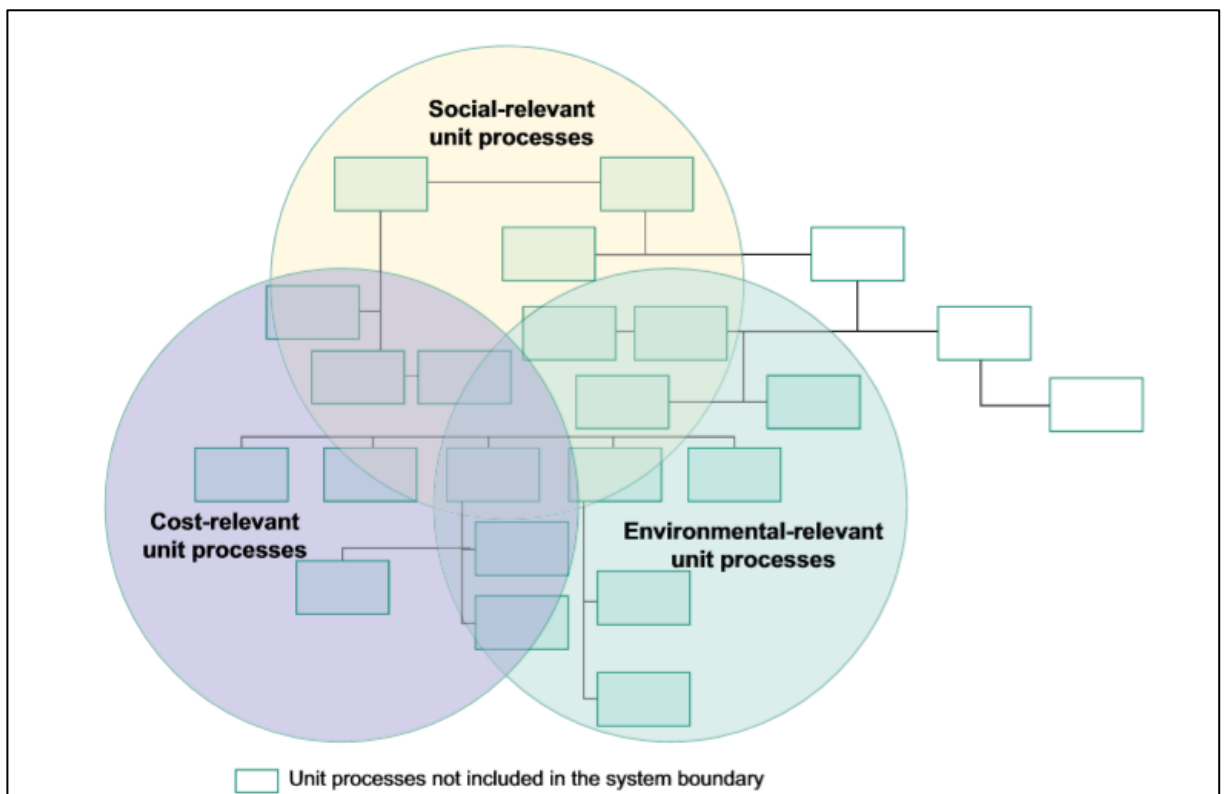 Social-relevant
unit processes
Cost-relevant
unit processes
Environmental-relevant
unit processes
Unit processes not included in the system boundary